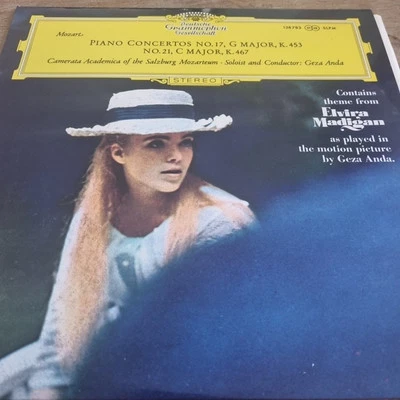 Deutsche
Grammophon
Gesellschaft
Mozart:
PIANO CONCERTOS NO. 17, G MAJOR, K. 453
NO. 21, C MAJOR, K. 467
Camerata Academica of the Salzburg Mozarteum · Soloist and Conductor: Geza Anda
STEREO
Contains
theme from
Elvira
Madigan
as played in
the motion picture
by Geza Anda.